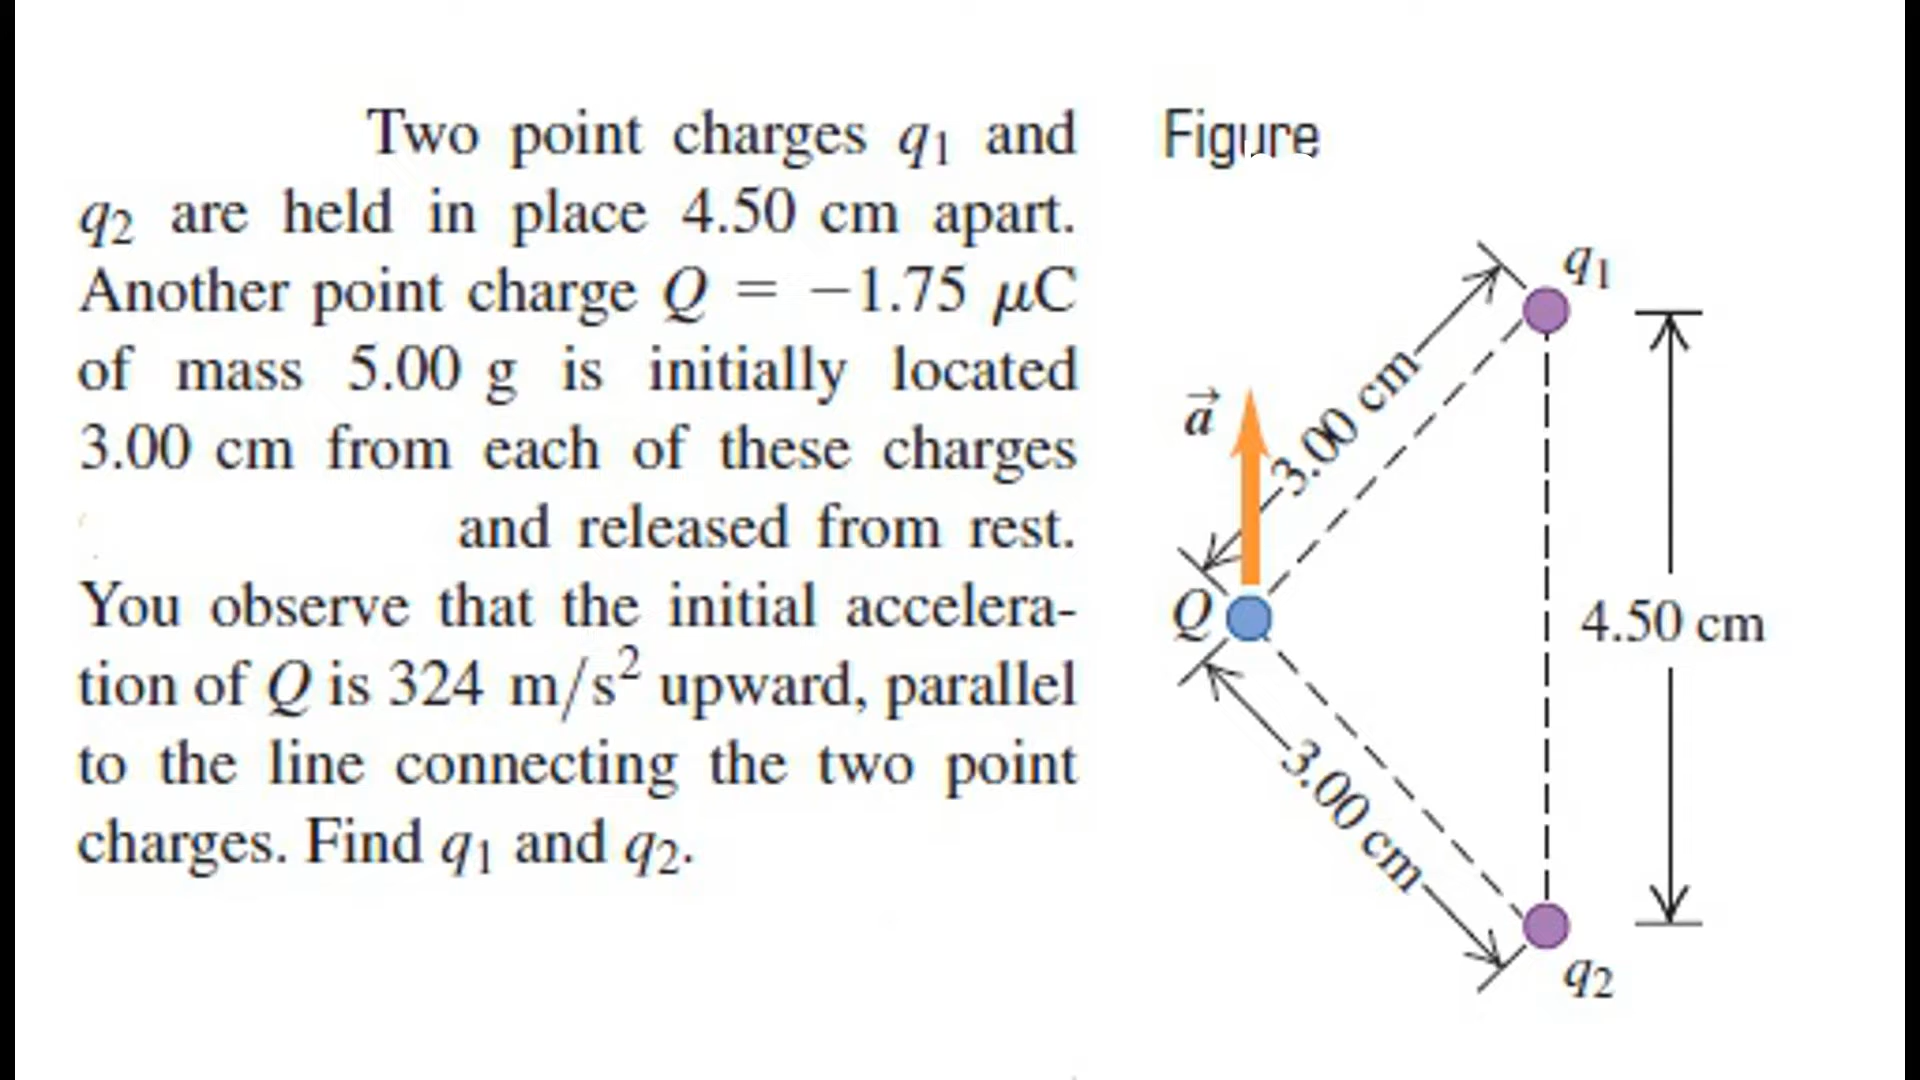 Two point charges q1 and
q2 are held in place 4.50 cm apart.
Another point charge Q = −1.75 μC
of mass 5.00 g is initially located
3.00 cm from each of these charges
and released from rest.
You observe that the initial accelera-
tion of Q is 324 m/s² upward, parallel
to the line connecting the two point
charges. Find q1 and q2.
Figure
q1
3.00 cm
a⃗
Q
4.50 cm
3.00 cm
q2